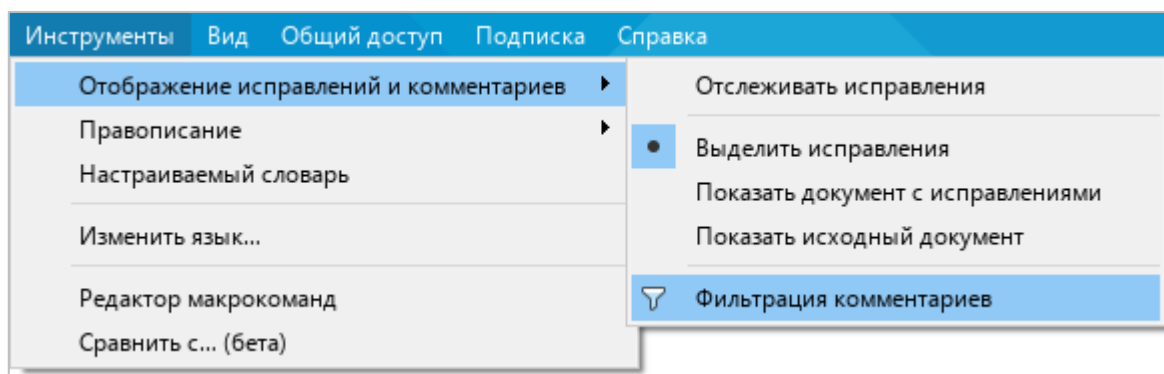 Инструменты Вид Общий доступ Подписка Справка
Отображение исправлений и комментариев
Правописание
Настраиваемый словарь
Изменить язык...
Редактор макрокоманд
Сравнить с... (бета)
Отслеживать исправления
Выделить исправления
Показать документ с исправлениями
Показать исходный документ
Фильтрация комментариев